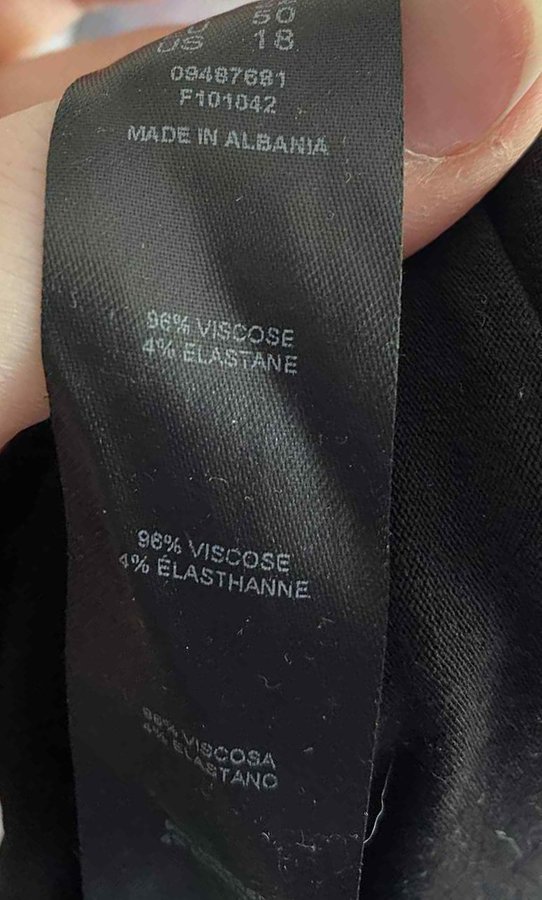 50
US 18
09487681
F101042
MADE IN ALBANIA
96% VISCOSE
4% ELASTANE
96% VISCOSE
4% ÉLASTHANNE
96% VISCOSA
4% ELASTANO